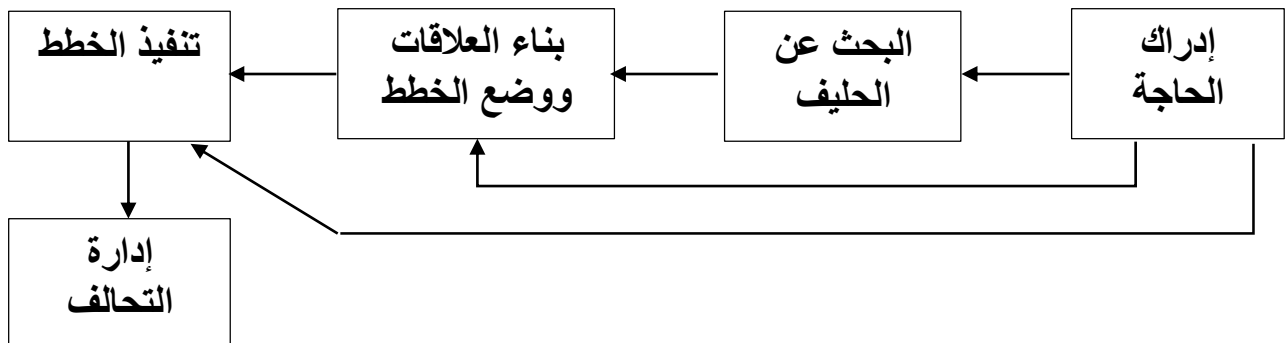 إدراك
الحاجة
البحث عن
الحليف
بناء العلاقات
ووضع الخطط
تنفيذ الخطط
إدارة
التحالف